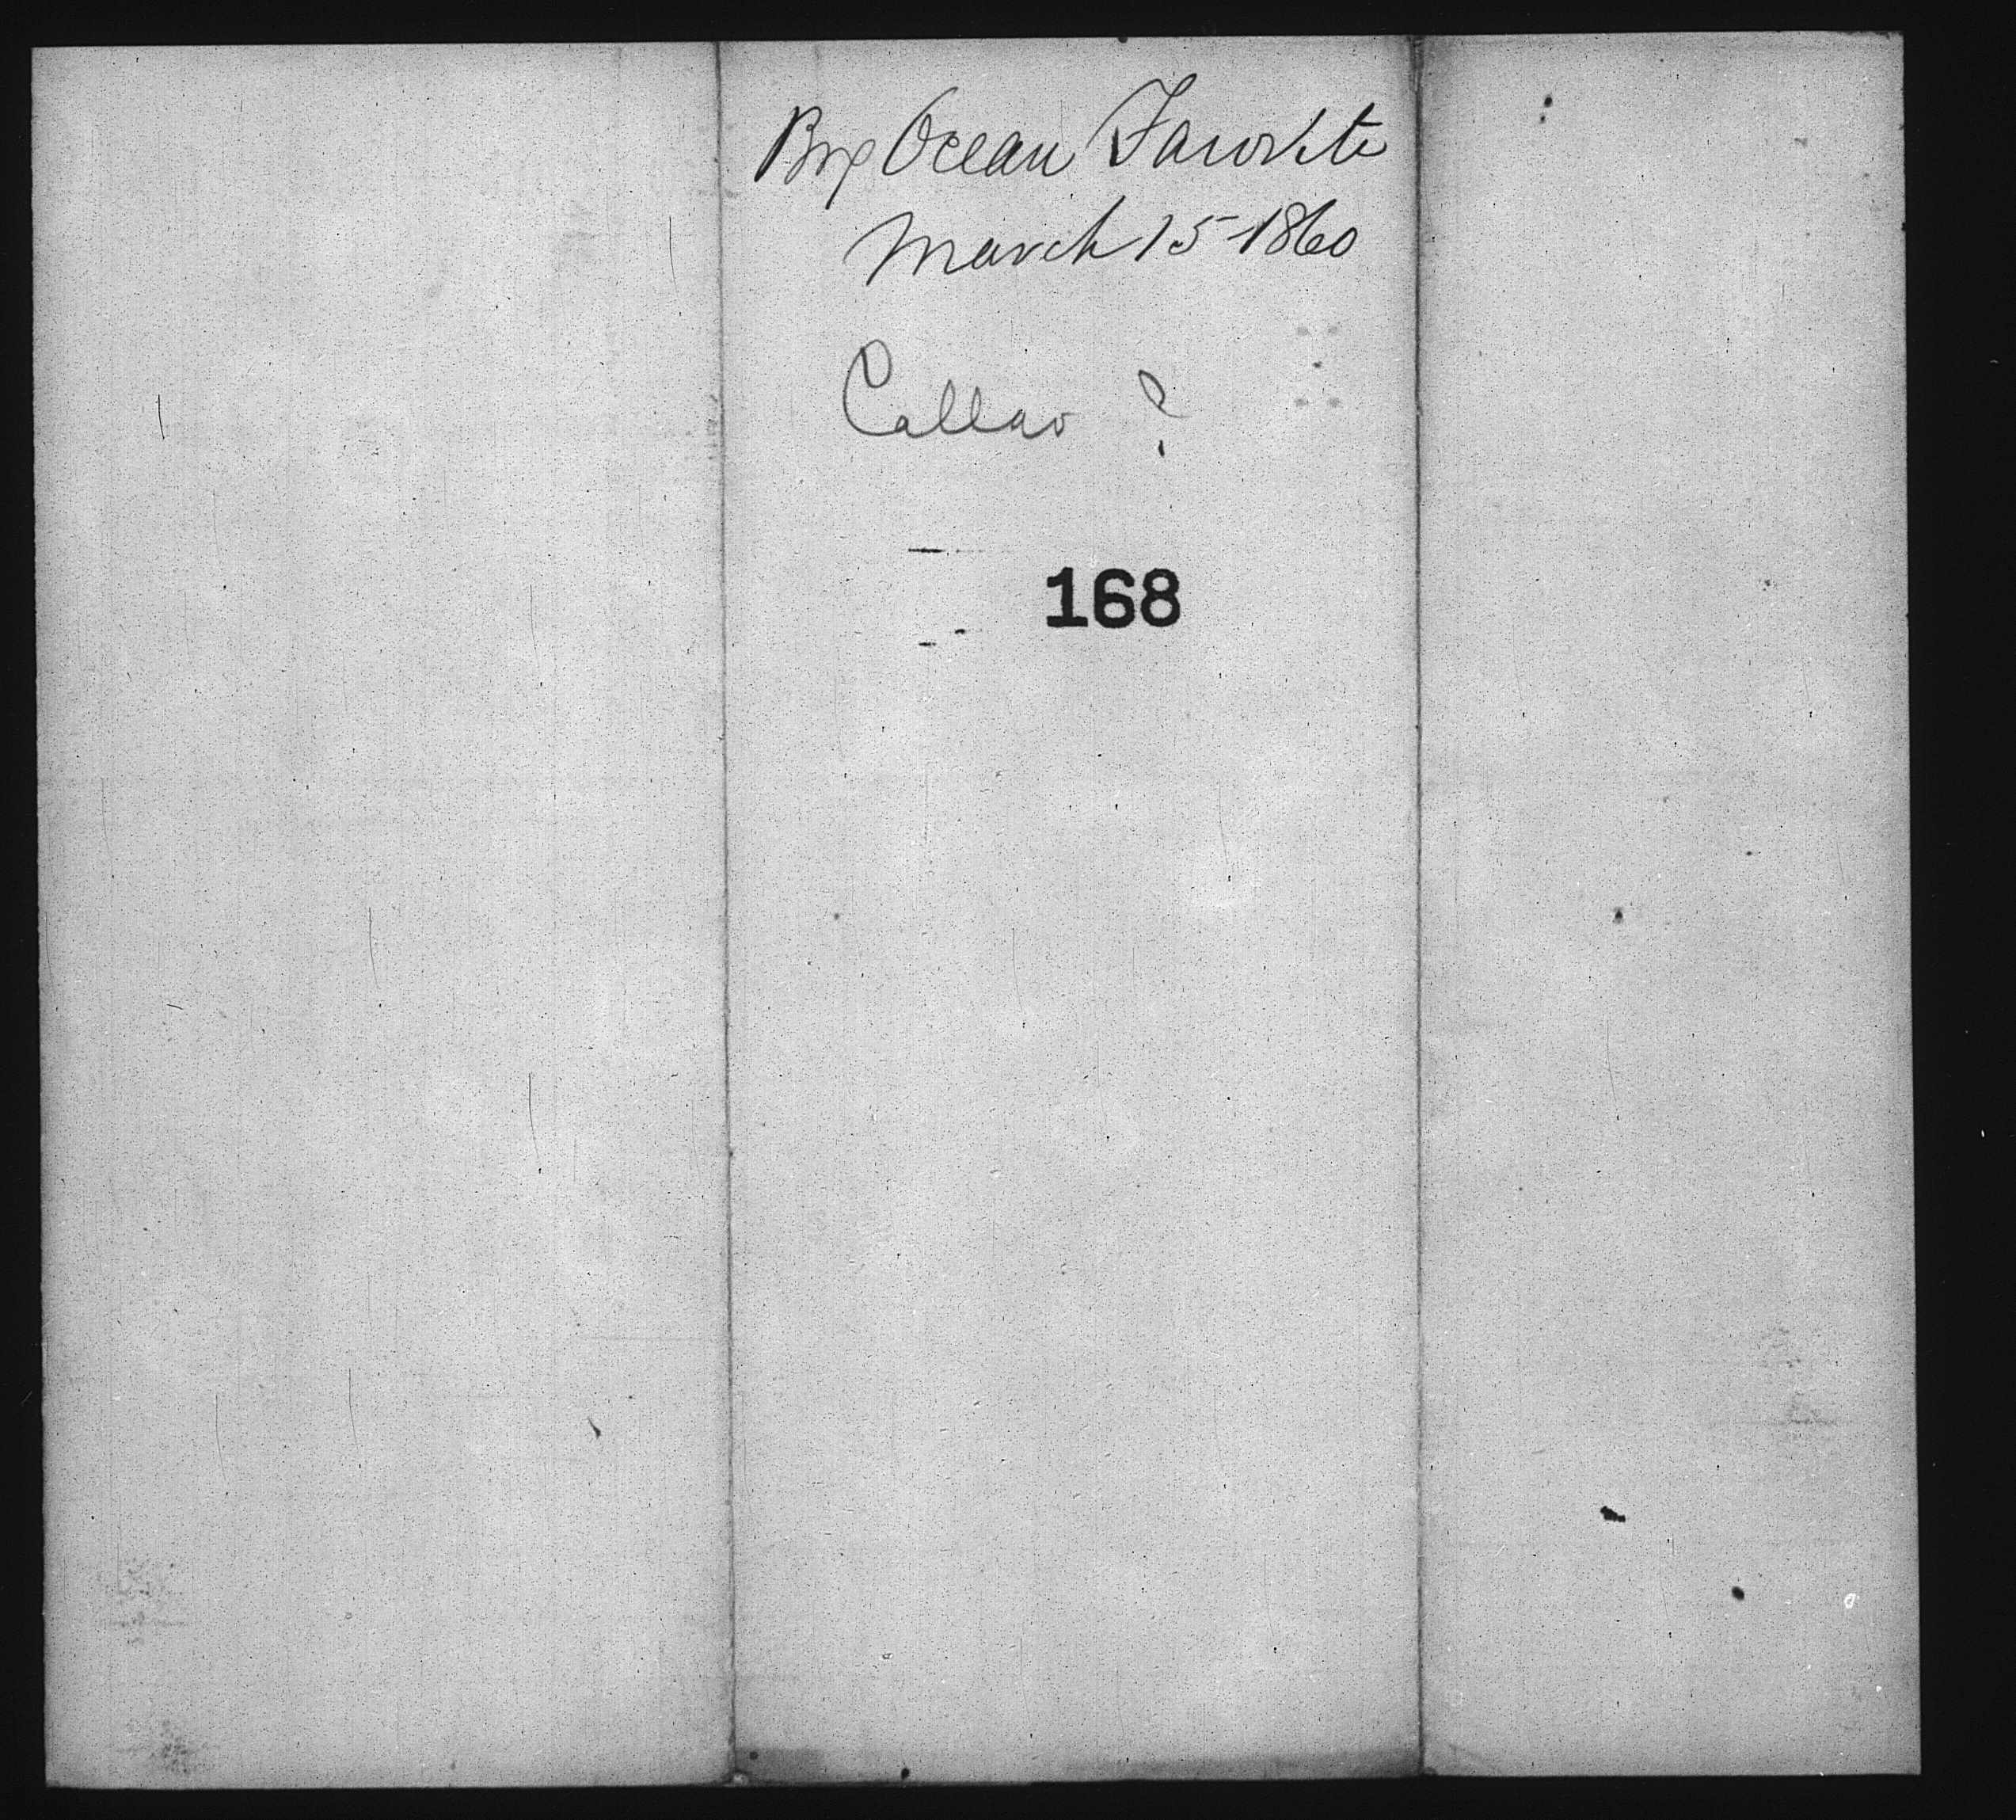 Brg Ocean Favorite
March 15-1860
Callao ?
168